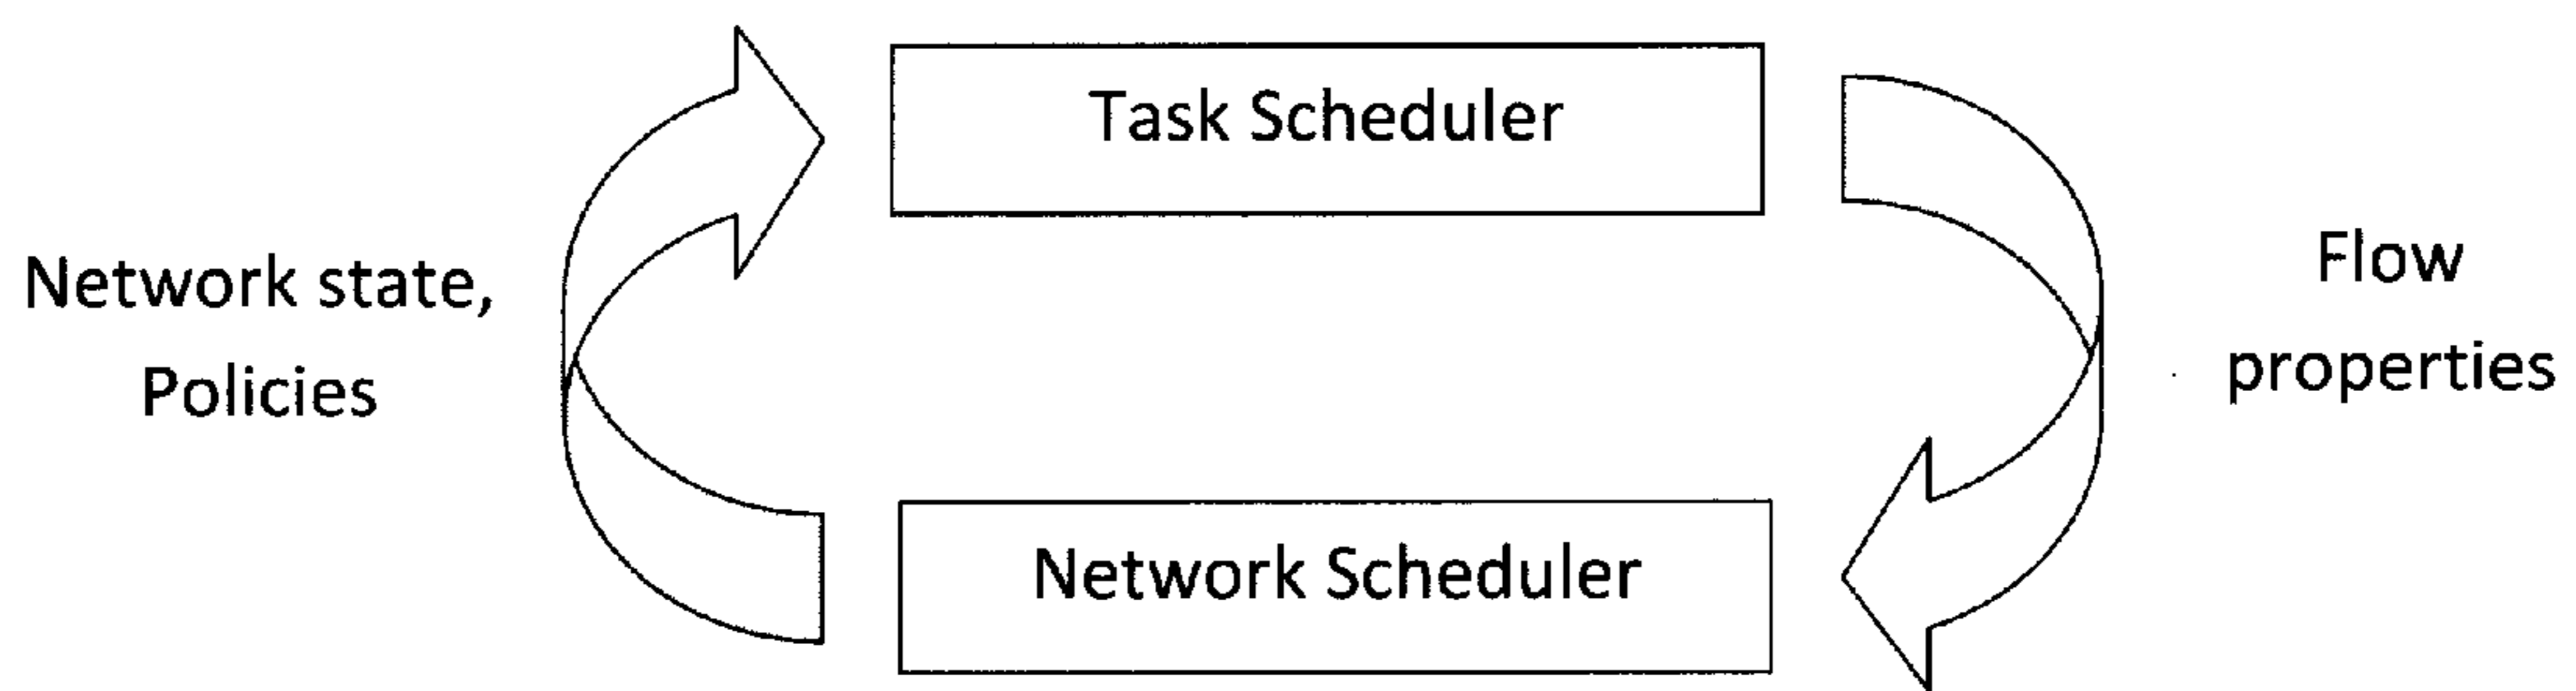 Task Scheduler
Network state,
Policies
Flow
properties
Network Scheduler